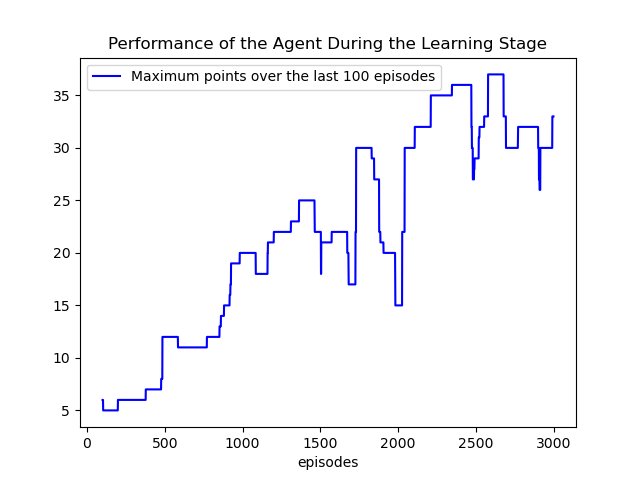 Performance of the Agent During the Learning Stage
Maximum points over the last 100 episodes
35
30
25
20
15
10
5
0 500 1000 1500 2000 2500 3000
episodes